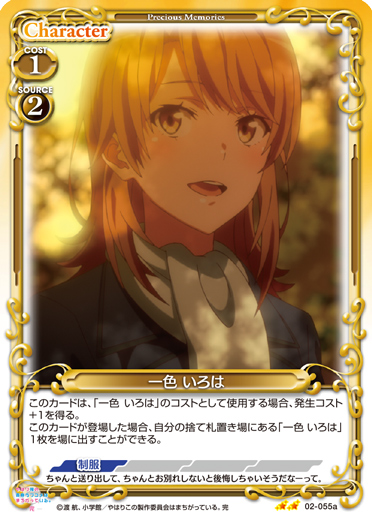 Precious Memories
Character
COST
1
SOURCE
2
一色 いろは
このカードは、「一色 いろは」のコストとして使用する場合、発生コスト
+1を得る。
このカードが登場した場合、自分の捨て札置き場にある「一色 いろは」
1枚を場に出すことができる。
制服
ちゃんと送り出して、ちゃんとお別れしないと後悔しちゃいそうだなーって。
©渡 航、小学館/やはりこの製作委員会はまちがっている。完
02-055a